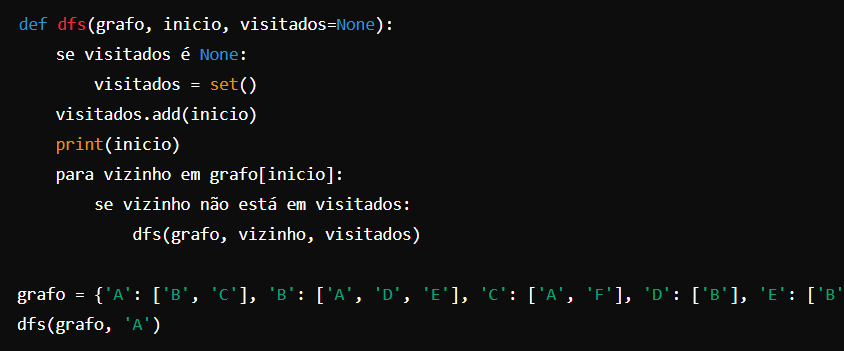 def dfs(grafo, inicio, visitados=None):
se visitados é None:
visitados = set()
visitados.add(inicio)
print(inicio)
para vizinho em grafo[inicio]:
se vizinho não está em visitados:
dfs(grafo, vizinho, visitados)
grafo = {'A': ['B', 'C'], 'B': ['A', 'D', 'E'], 'C': ['A', 'F'], 'D': ['B'], 'E': ['B'
dfs(grafo, 'A')